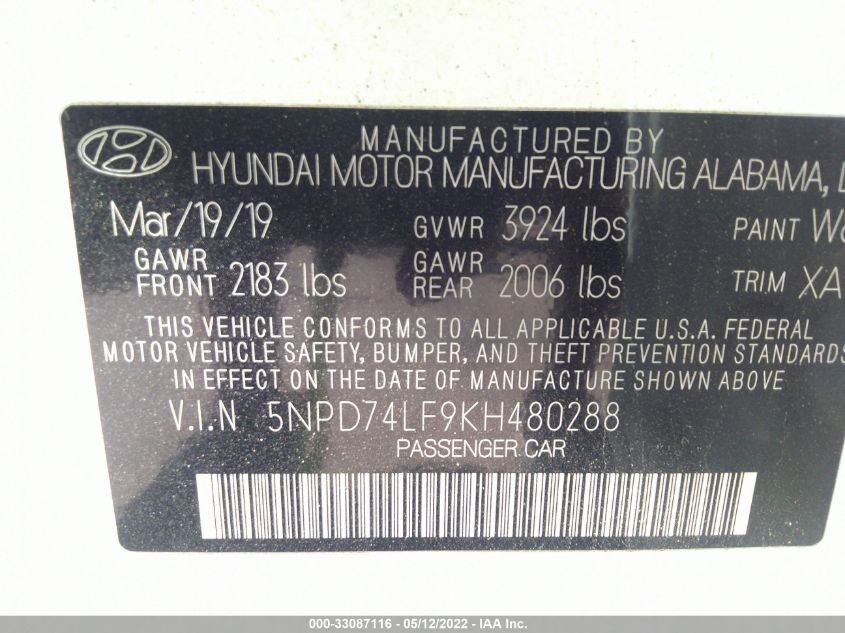 MANUFACTURED BY
HYUNDAI MOTOR MANUFACTURING ALABAMA,
Mar/19/19 GVWR 3924 lbs PAINT
GAWR FRONT 2183 lbs GAWR REAR 2006 lbs TRIM XA
THIS VEHICLE CONFORMS TO ALL APPLICABLE U.S.A. FEDERAL
MOTOR VEHICLE SAFETY, BUMPER, AND THEFT PREVENTION STANDARDS
IN EFFECT ON THE DATE OF MANUFACTURE SHOWN ABOVE
V.I.N 5NPD74LF9KH480288
PASSENGER CAR
000-33087116 - 05/12/2022 - IAA Inc.